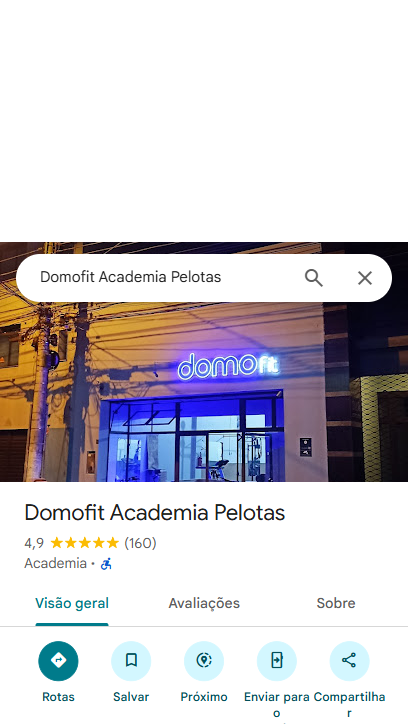 Domofit Academia Pelotas
domofit
Domofit Academia Pelotas
4,9 (160)
Academia ·
Visão geral Avaliações Sobre
Rotas Salvar Próximo Enviar para o Compartilhar